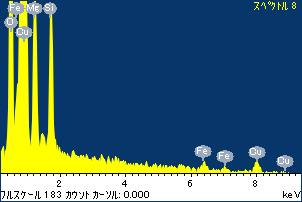 スペクトル 8
Fe Mg Si
O
Cu
Fe Fe Cu Cu
2 4 6 8 keV
フルスケール 183 カウント カーソル: 0.000